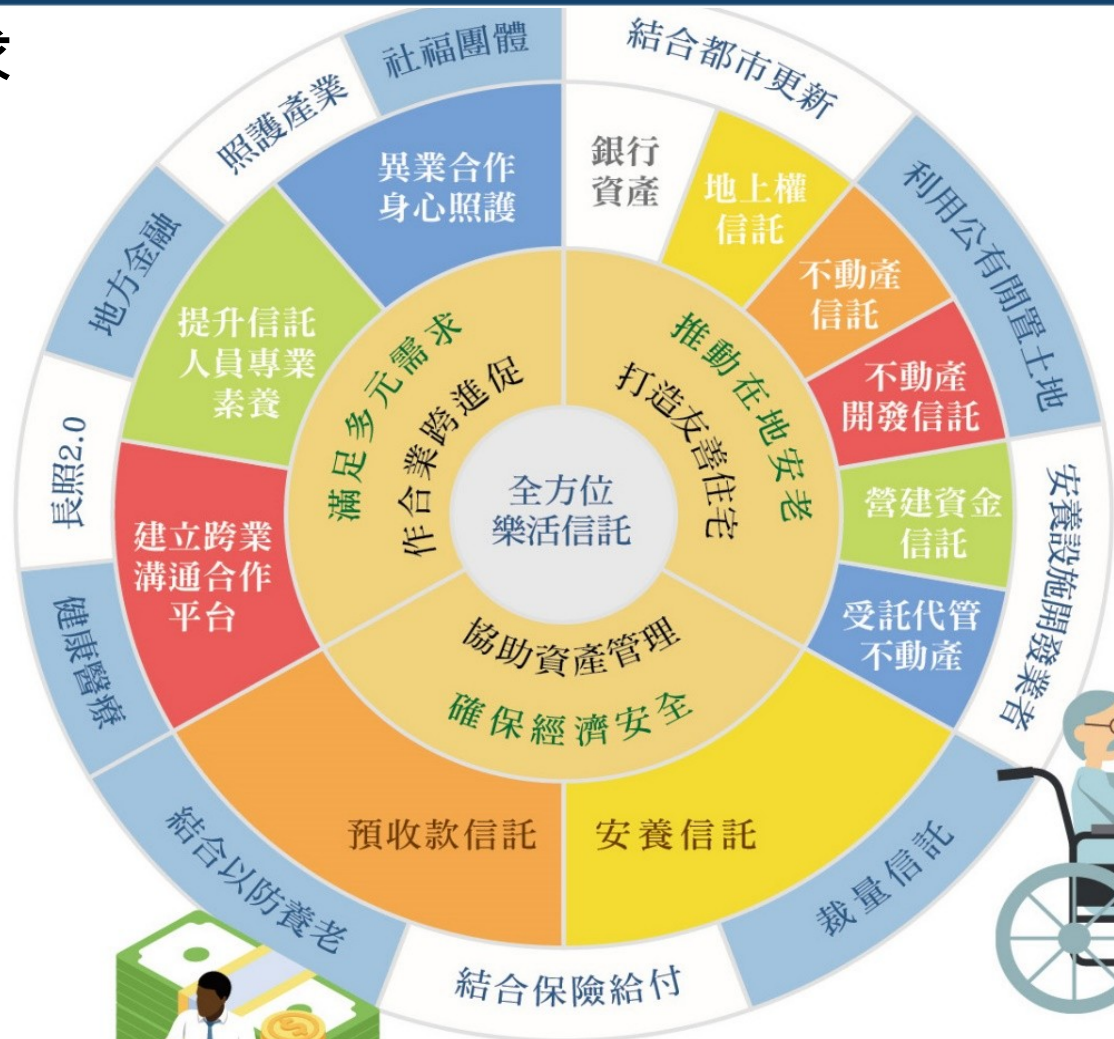 社福團體
結合都市更新
照護產業
利用公有閒置土地
地方金融
安養設施開發業者
長照2.0
健康醫療
裁量信託
結合以防養老
結合保險給付
異業合作
身心照護
銀行
資產
地上權
信託
不動產
信託
不動產
開發信託
營建資金
信託
受託代管
不動產
提升信託
人員專業
素養
建立跨業
溝通合作
平台
預收款信託
安養信託
滿足多元需求
作合業跨進促
推動在地安老
打造友善住宅
全方位
樂活信託
協助資產管理
確保經濟安全